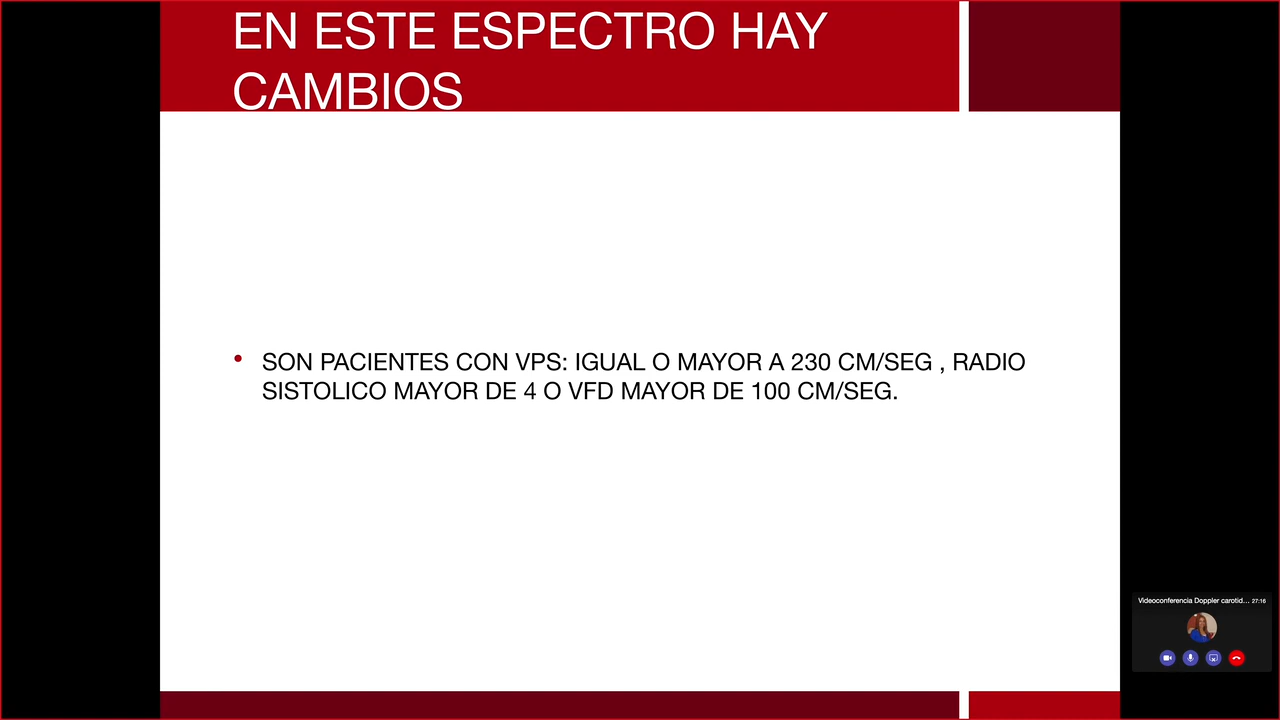 EN ESTE ESPECTRO HAY
CAMBIOS
• SON PACIENTES CON VPS: IGUAL O MAYOR A 230 CM/SEG , RADIO
SISTOLICO MAYOR DE 4 O VFD MAYOR DE 100 CM/SEG.
Videoconferencia Doppler carotid... 27:16